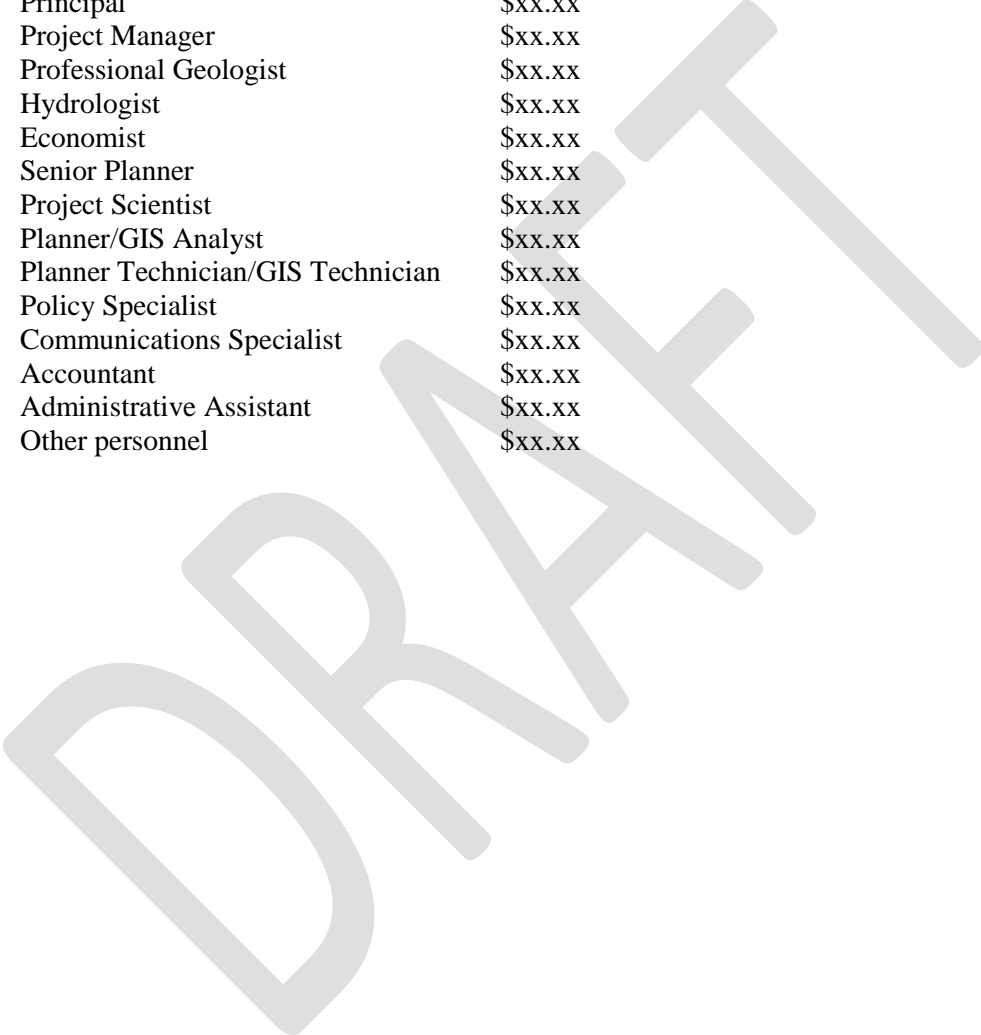 Principal $xx.xx
Project Manager $xx.xx
Professional Geologist $xx.xx
Hydrologist $xx.xx
Economist $xx.xx
Senior Planner $xx.xx
Project Scientist $xx.xx
Planner/GIS Analyst $xx.xx
Planner Technician/GIS Technician $xx.xx
Policy Specialist $xx.xx
Communications Specialist $xx.xx
Accountant $xx.xx
Administrative Assistant $xx.xx
Other personnel $xx.xx
DRAFT